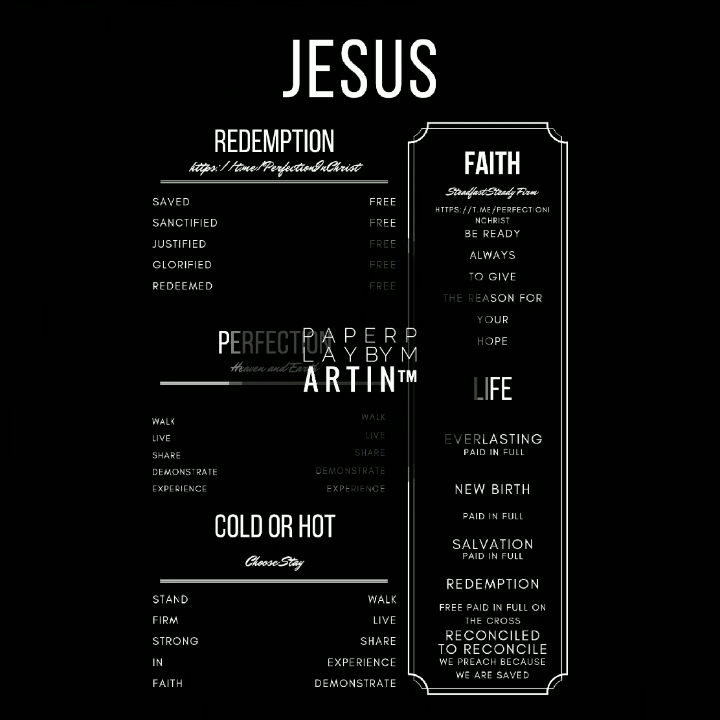 JESUS
REDEMPTION
https://t.me/PerfectionInChrist
SAVED FREE
SANCTIFIED FREE
JUSTIFIED FREE
GLORIFIED FREE
REDEEMED FREE
PERFECTION
Heaven and Earth
PAPERP
LAYBYM
ARTIN™
WALK WALK
LIVE LIVE
SHARE SHARE
DEMONSTRATE DEMONSTRATE
EXPERIENCE EXPERIENCE
COLD OR HOT
Choose Stay
STAND WALK
FIRM LIVE
STRONG SHARE
IN EXPERIENCE
FAITH DEMONSTRATE
FAITH
Steadfast Steady Firm
HTTPS://T.ME/PERFECTIONI
NCHRIST
BE READY
ALWAYS
TO GIVE
THE REASON FOR
YOUR
HOPE
LIFE
EVERLASTING
PAID IN FULL
NEW BIRTH
PAID IN FULL
SALVATION
PAID IN FULL
REDEMPTION
FREE PAID IN FULL ON
THE CROSS
RECONCILED
TO RECONCILE
WE PREACH BECAUSE
WE ARE SAVED